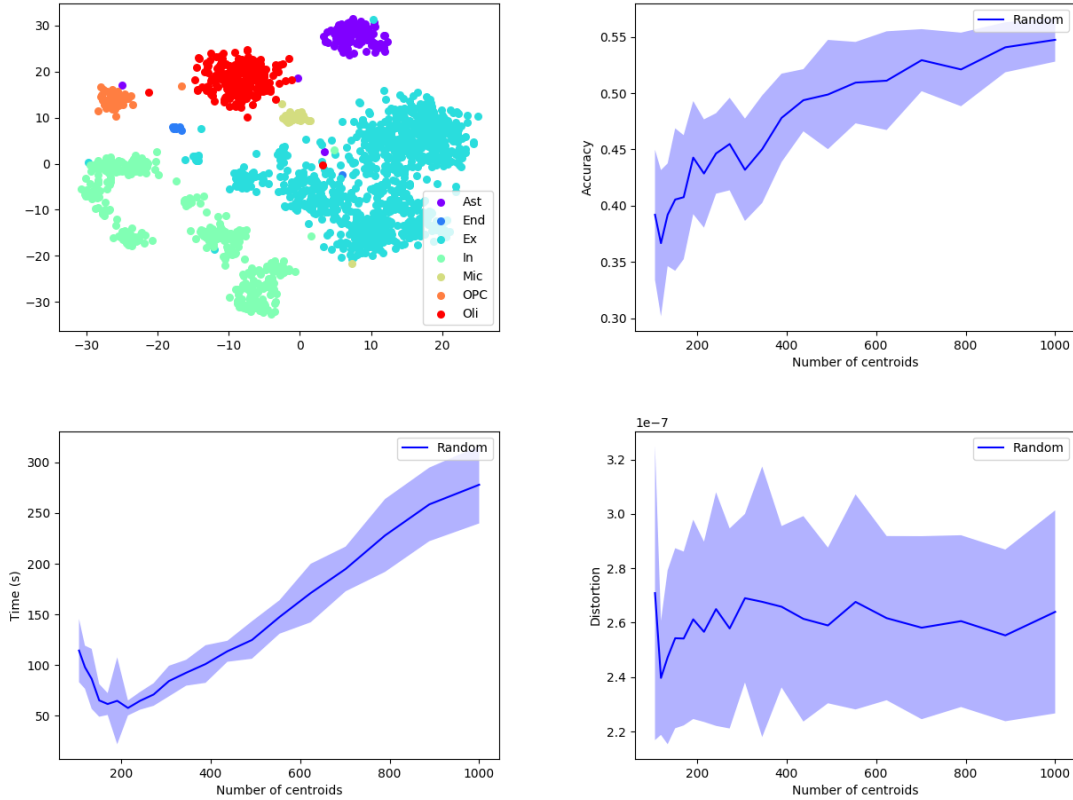 30
20
10
0
−10
−20
−30
−30 −20 −10 0 10 20
Ast
End
Ex
In
Mic
OPC
Oli
Random
Accuracy
0.55
0.50
0.45
0.40
0.35
0.30
200 400 600 800 1000
Number of centroids
Random
Time (s)
300
250
200
150
100
50
200 400 600 800 1000
Number of centroids
1e−7
Random
Distortion
3.2
3.0
2.8
2.6
2.4
2.2
200 400 600 800 1000
Number of centroids